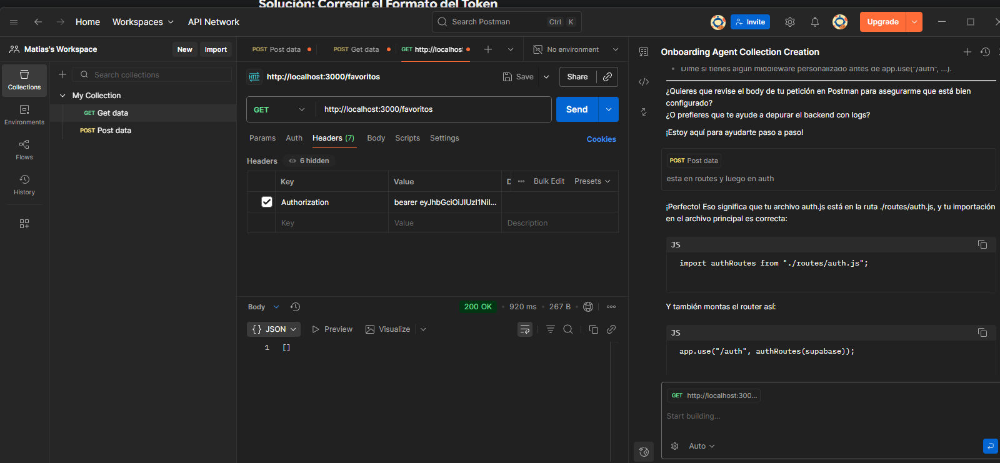 Solución: Corregir el Formato del Token
Home
Workspaces
API Network
Search Postman
Ctrl
K
Invite
Upgrade
Matias's Workspace
New
Import
POST Post data
POST Get data
GET http://localhos
No environment
Onboarding Agent Collection Creation
Collections
Environments
Flows
History
Search collections
My Collection
GET Get data
POST Post data
HTTP
http://localhost:3000/favoritos
Save
Share
GET
http://localhost:3000/favoritos
Send
Params
Auth
Headers (7)
Body
Scripts
Settings
Cookies
Headers
6 hidden
Key
Value
Bulk Edit
Presets
Authorization
bearer eyJhbGciOiJIUzI1NiI...
Key
Value
Description
Body
200 OK
920 ms
267 B
{} JSON
Preview
Visualize
1
[]
Dime si tienes algún middleware personalizado antes de app.use("/auth", ...).
¿Quieres que revise el body de tu petición en Postman para asegurarme que está bien
configurado?
¿O prefieres que te ayude a depurar el backend con logs?
¡Estoy aquí para ayudarte paso a paso!
POST Post data
esta en routes y luego en auth
¡Perfecto! Eso significa que tu archivo auth.js está en la ruta ./routes/auth.js, y tu importación
en el archivo principal es correcta:
JS
import authRoutes from "./routes/auth.js";
Y también montas el router así:
JS
app.use("/auth", authRoutes(supabase));
GET http://localhost:300...
Start building...
Auto